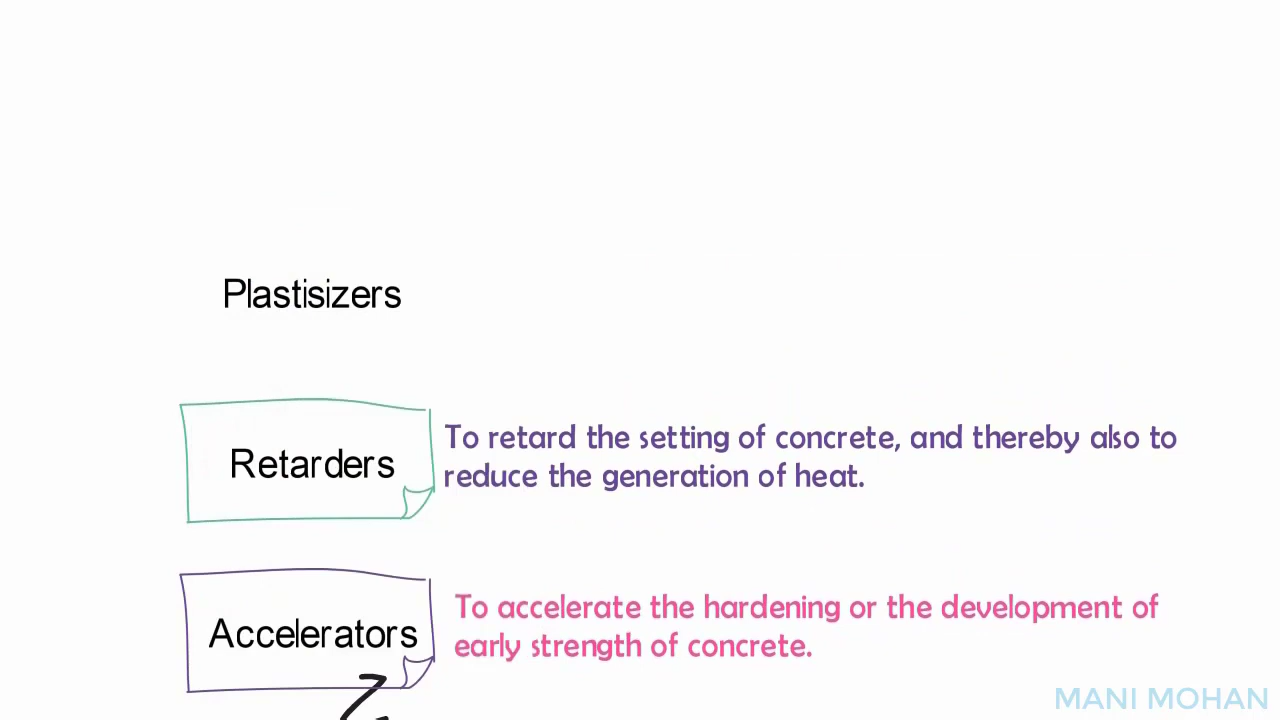 Plastisizers
Retarders
To retard the setting of concrete, and thereby also to
reduce the generation of heat.
Accelerators
To accelerate the hardening or the development of
early strength of concrete.
MANI MOHAN